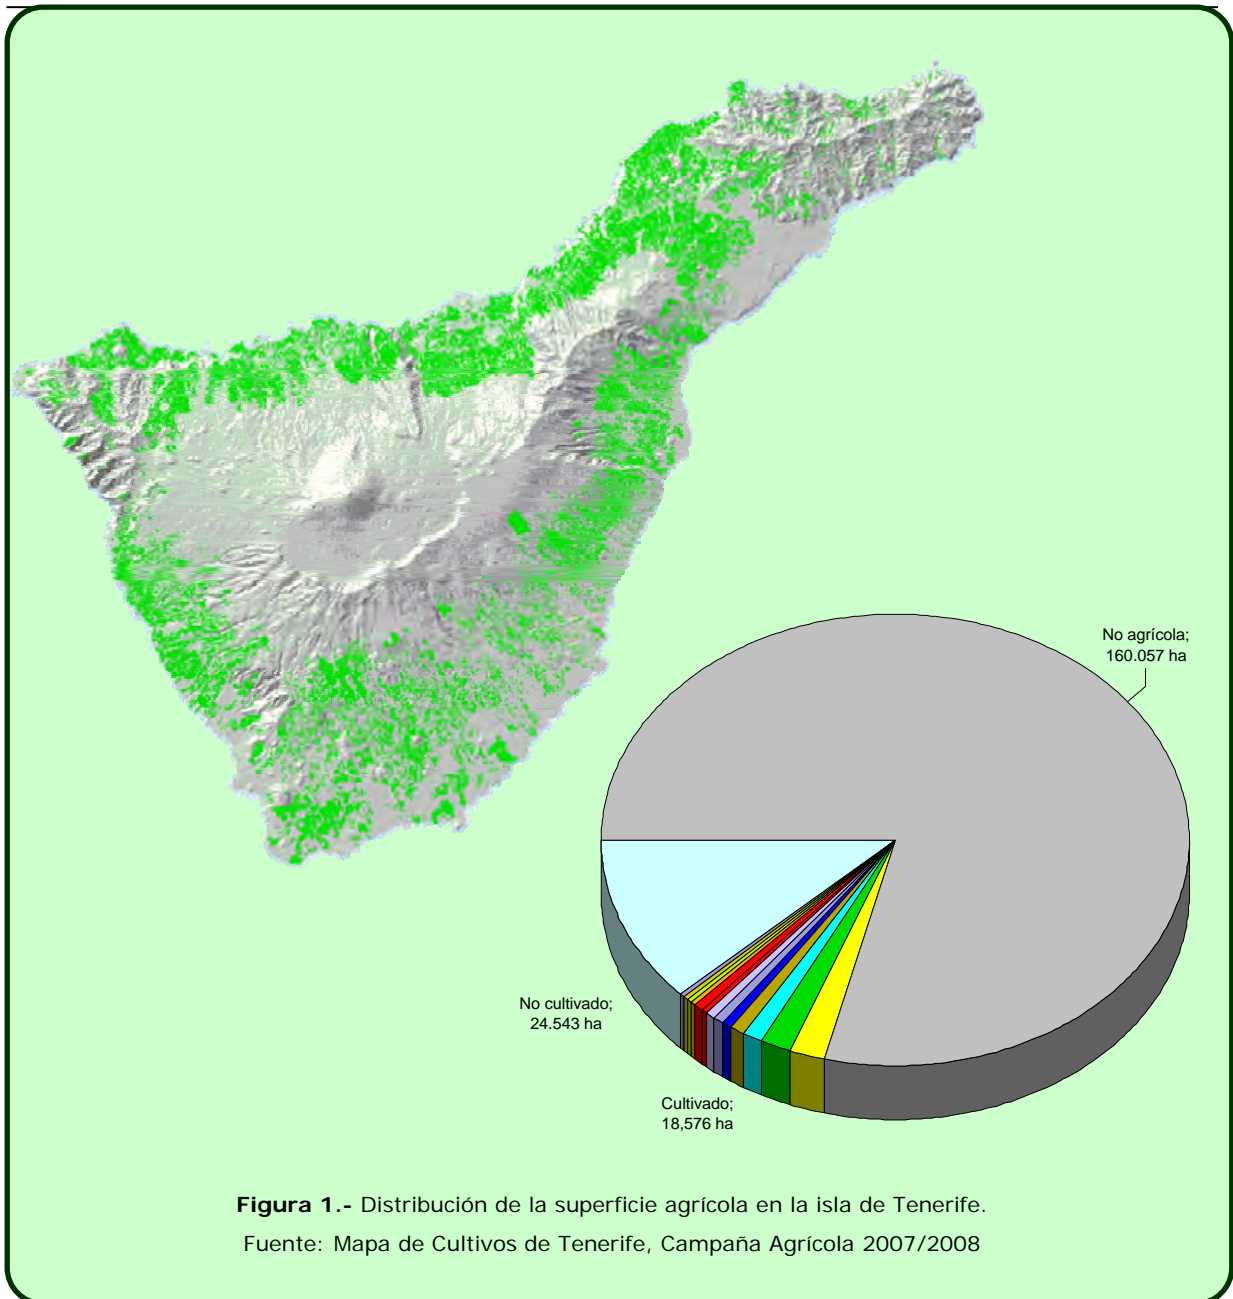 No agrícola;
160.057 ha
No cultivado;
24.543 ha
Cultivado;
18,576 ha
Figura 1.- Distribución de la superficie agrícola en la isla de Tenerife.
Fuente: Mapa de Cultivos de Tenerife, Campaña Agrícola 2007/2008